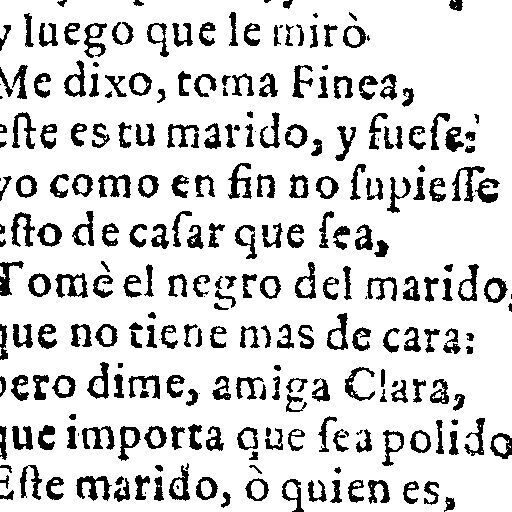 y luego que le mirò
Me dixo, toma Finea,
eſte es tu marido, y fueſe:
yo como en fin no ſupieſſe
eſto de caſar que ſea,
Tomè el negro del marido,
que no tiene mas de cara:
pero dime, amiga Clara,
que importa que ſea polido
Eſte marido, ò quien es,